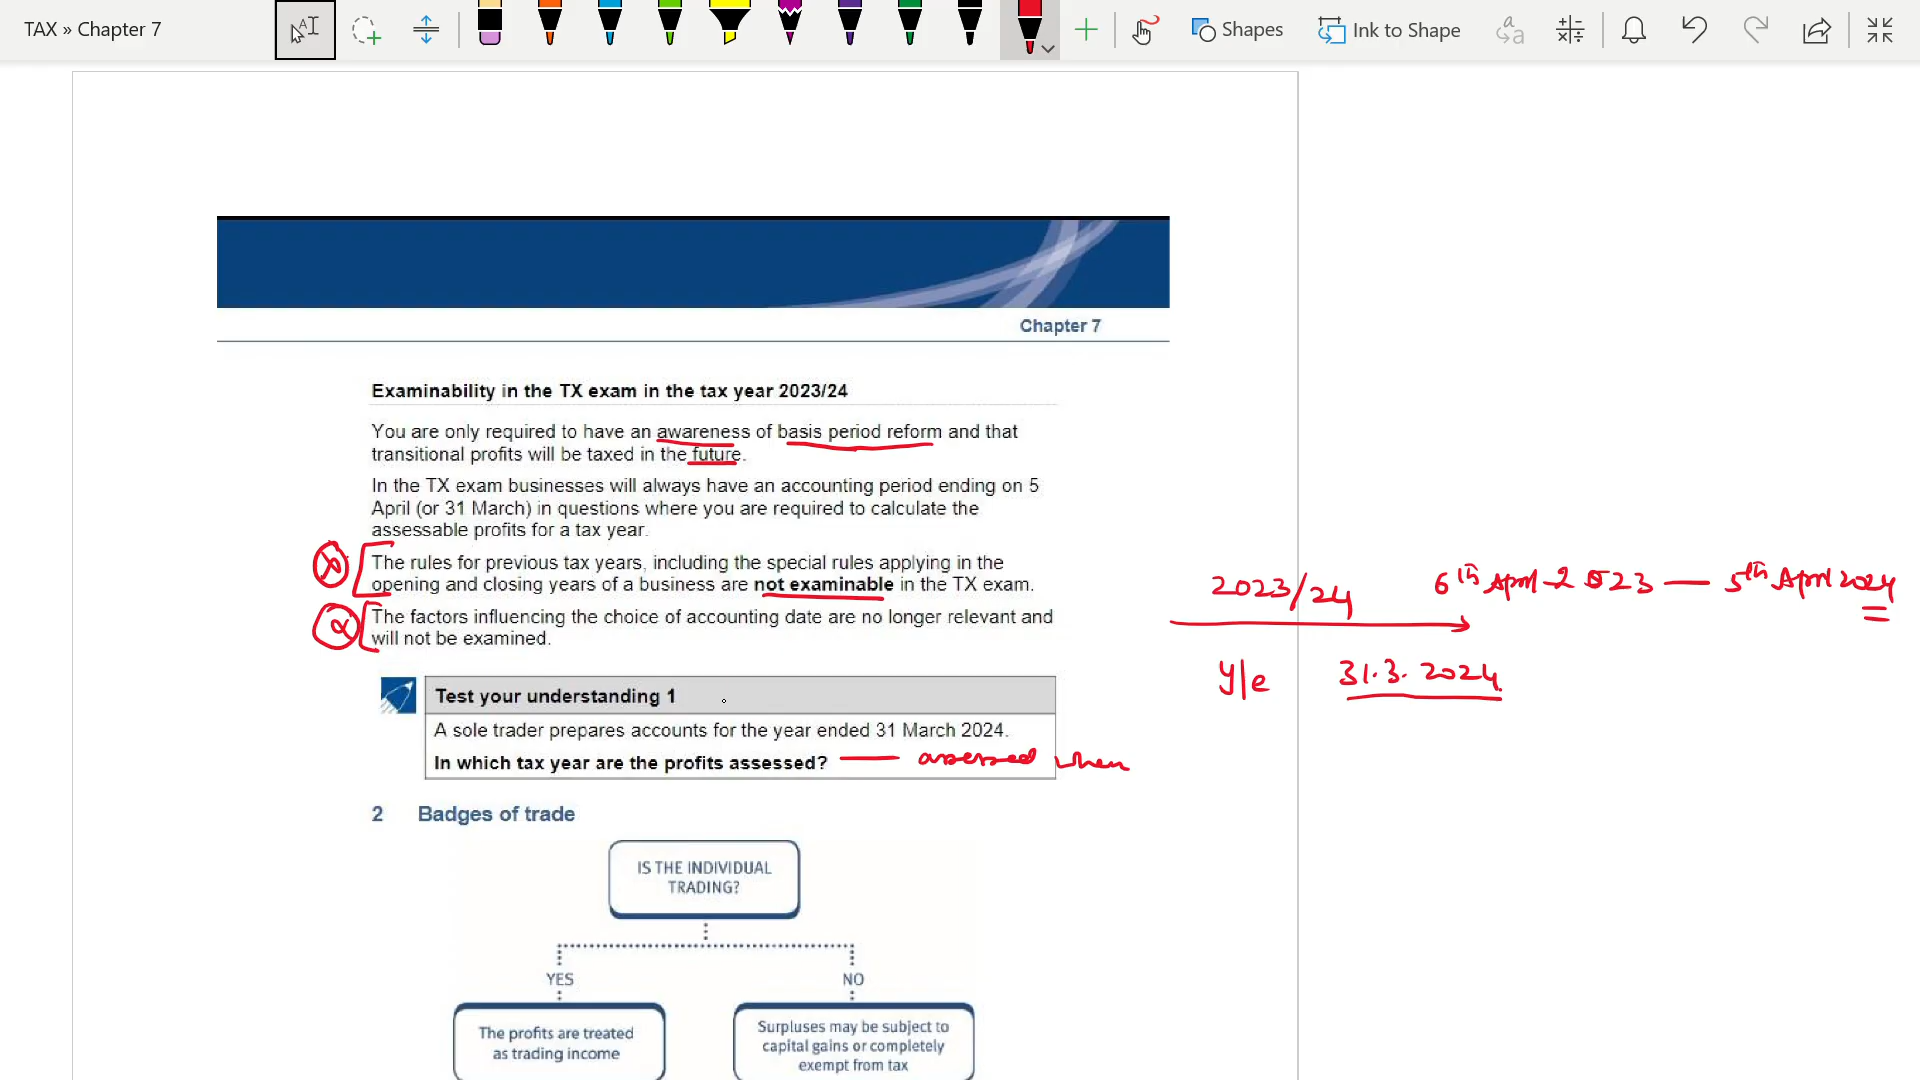 TAX » Chapter 7
Shapes
Ink to Shape
Chapter 7
Examinability in the TX exam in the tax year 2023/24
You are only required to have an awareness of basis period reform and that
transitional profits will be taxed in the future.
In the TX exam businesses will always have an accounting period ending on 5
April (or 31 March) in questions where you are required to calculate the
assessable profits for a tax year.
The rules for previous tax years, including the special rules applying in the
opening and closing years of a business are not examinable in the TX exam.
The factors influencing the choice of accounting date are no longer relevant and
will not be examined.
2023/24 6th April 2023 — 5th April 2024
y/e 31.3.2024
Test your understanding 1
A sole trader prepares accounts for the year ended 31 March 2024.
In which tax year are the profits assessed? — assessed when
2 Badges of trade
IS THE INDIVIDUAL
TRADING?
YES
NO
The profits are treated
as trading income
Surpluses may be subject to
capital gains or completely
exempt from tax